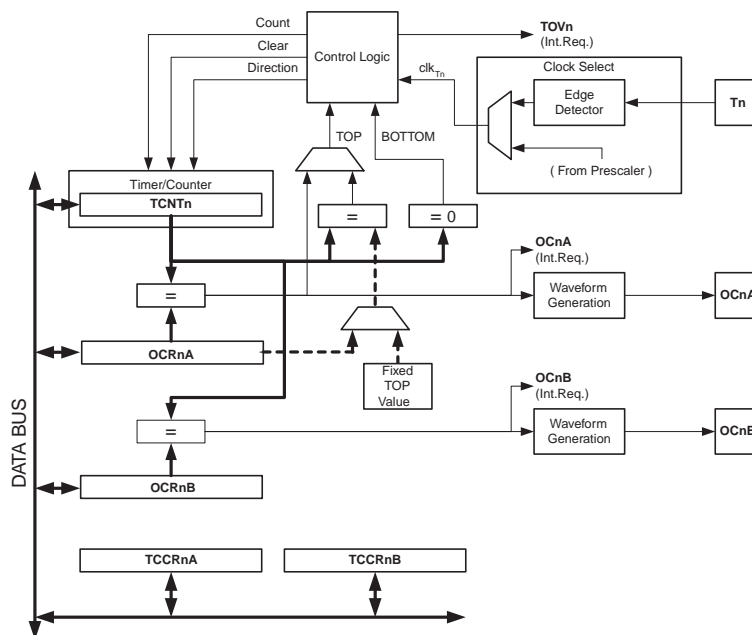 Count
Clear
Direction
Control Logic
TOVn
(Int.Req.)
clkTn
Clock Select
Edge
Detector
Tn
( From Prescaler )
TOP
BOTTOM
Timer/Counter
TCNTn
=
= 0
OCnA
(Int.Req.)
=
Waveform
Generation
OCnA
OCRnA
Fixed
TOP
Value
OCnB
(Int.Req.)
=
Waveform
Generation
OCnB
OCRnB
DATA BUS
TCCRnA
TCCRnB